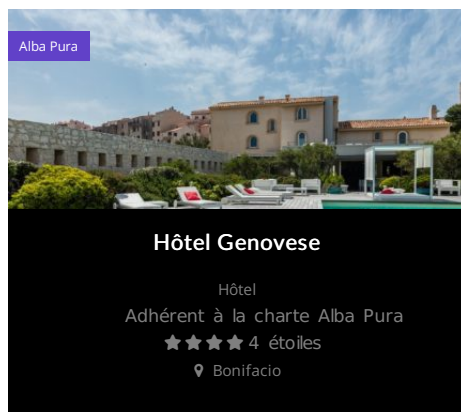 Alba Pura
Hôtel Genovese
Hôtel
Adhérent à la charte Alba Pura
4 étoiles
Bonifacio